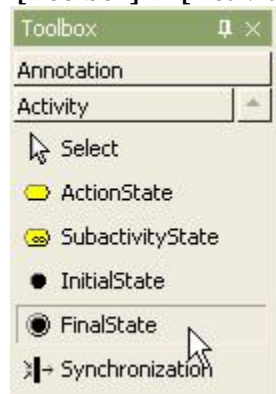 Toolbox
Annotation
Activity
Select
ActionState
SubactivityState
InitialState
FinalState
Synchronization